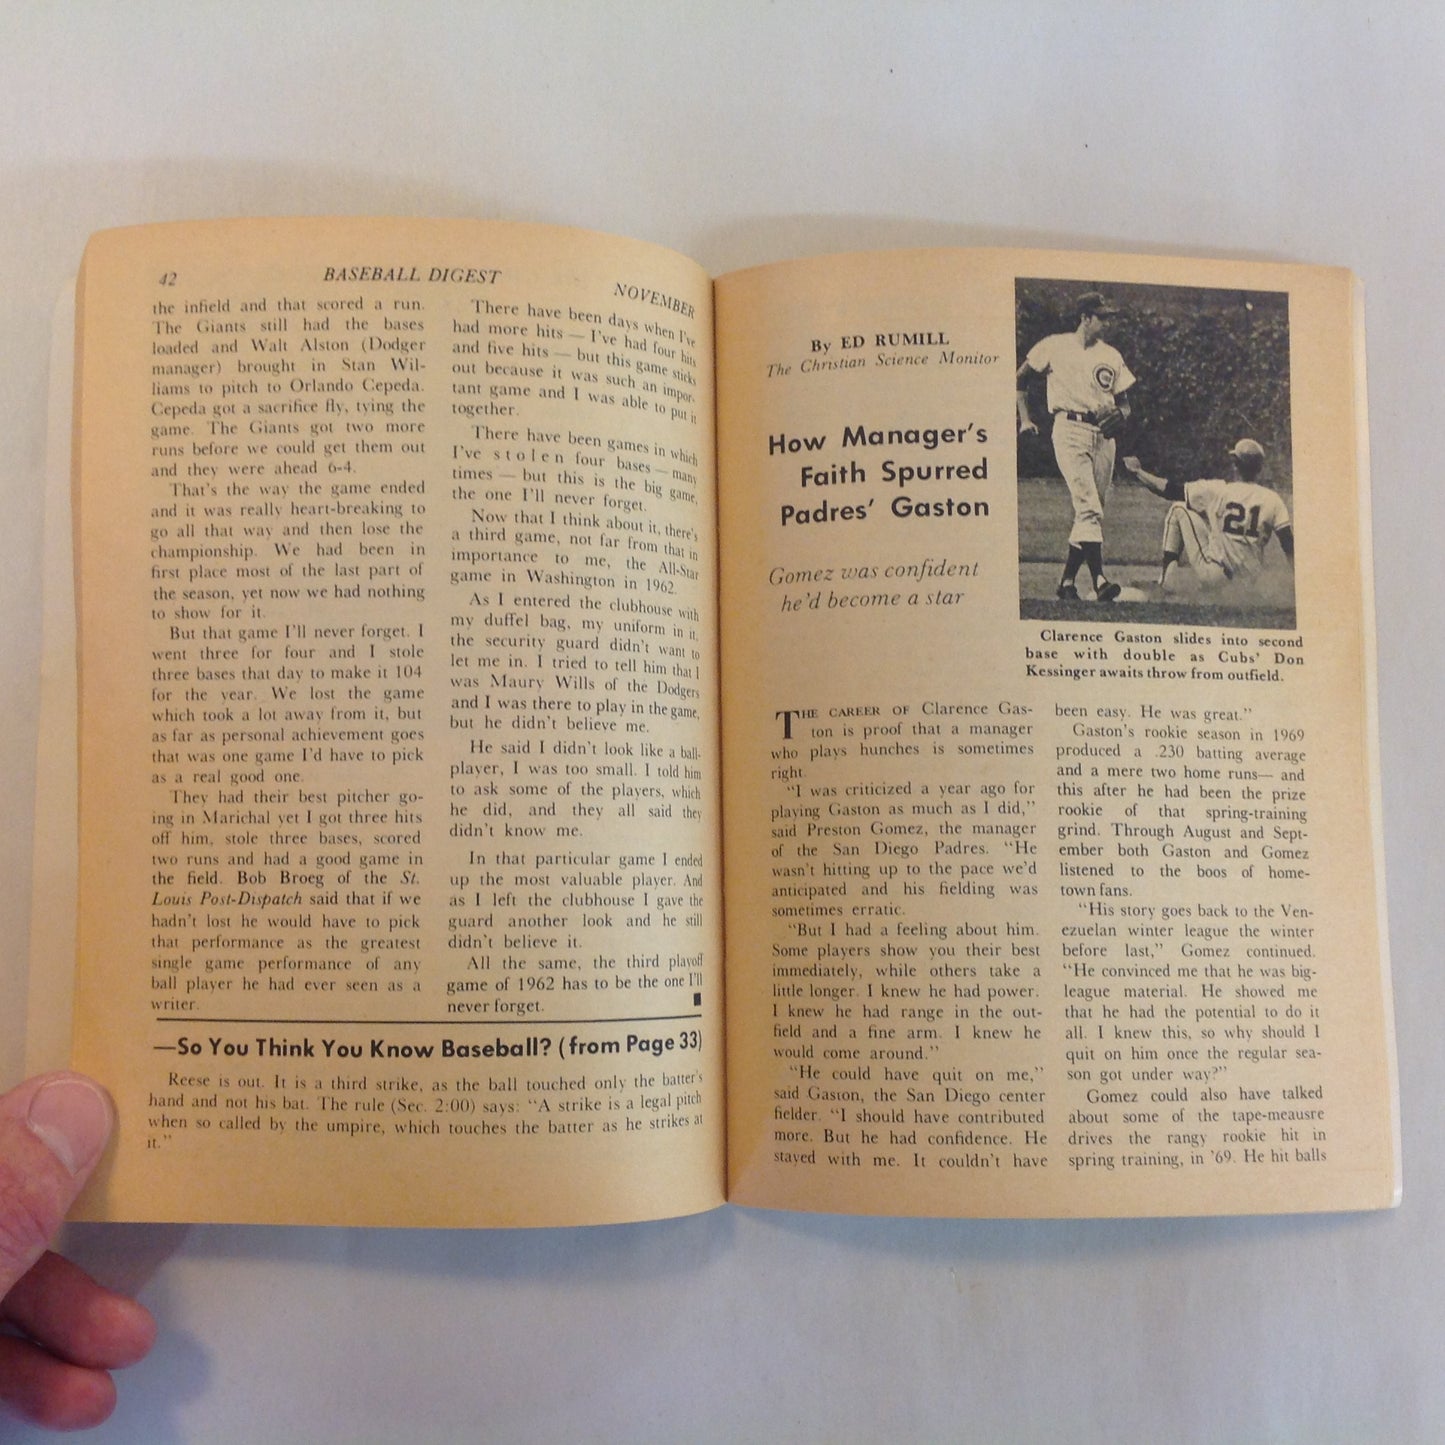 42
BASEBALL DIGEST
NOVEMBER
the infield and that scored a run.
The Giants still had the bases
loaded and Walt Alston (Dodger
manager) brought in Stan Wil-
liams to pitch to Orlando Cepeda.
Cepeda got a sacrifice fly, tying the
game. The Giants got two more
runs before we could get them out
and they were ahead 6-4.
That's the way the game ended
and it was really heart-breaking to
go all that way and then lose the
championship. We had been in
first place most of the last part of
the season, yet now we had nothing
to show for it.
But that game I'll never forget. I
went three for four and I stole
three bases that day to make it 104
for the year. We lost the game
which took a lot away from it, but
as far as personal achievement goes
that was one game I'd have to pick
as a real good one.
They had their best pitcher go-
ing in Marichal yet I got three hits
off him, stole three bases, scored
two runs and had a good game in
the field. Bob Broeg of the St.
Louis Post-Dispatch said that if we
hadn't lost he would have to pick
that performance as the greatest
single game performance of any
ball player he had ever seen as a
writer.
There have been days when I've
had more hits — I've had four hits
and five hits — but this game sticks
out because it was such an impor-
tant game and I was able to put it
together.
There have been games in which
I've stolen four bases — many
times — but this is the big game,
the one I'll never forget.
Now that I think about it, there's
a third game, not far from that in
importance to me, the All-Star
game in Washington in 1962.
As I entered the clubhouse with
my duffel bag, my uniform in it,
the security guard didn't want to
let me in. I tried to tell him that I
was Maury Wills of the Dodgers
and I was there to play in the game,
but he didn't believe me.
He said I didn't look like a ball-
player, I was too small. I told him
to ask some of the players, which
he did, and they all said they
didn't know me.
In that particular game I ended
up the most valuable player. And
as I left the clubhouse I gave the
guard another look and he still
didn't believe it.
All the same, the third playoff
game of 1962 has to be the one I'll
never forget.
—So You Think You Know Baseball? (from Page 33)
Reese is out. It is a third strike, as the ball touched only the batter's
hand and not his bat. The rule (Sec. 2:00) says: "A strike is a legal pitch
when so called by the umpire, which touches the batter as he strikes at
it."
By ED RUMILL
The Christian Science Monitor
How Manager's
Faith Spurred
Padres' Gaston
Gomez was confident
he'd become a star
21
Clarence Gaston slides into second
base with double as Cubs' Don
Kessinger awaits throw from outfield.
THE CAREER OF Clarence Gas-
ton is proof that a manager
who plays hunches is sometimes
right.
"I was criticized a year ago for
playing Gaston as much as I did,"
said Preston Gomez, the manager
of the San Diego Padres. "He
wasn't hitting up to the pace we'd
anticipated and his fielding was
sometimes erratic.
"But I had a feeling about him.
Some players show you their best
immediately, while others take a
little longer. I knew he had power.
I knew he had range in the out-
field and a fine arm. I knew he
would come around."
"He could have quit on me,"
said Gaston, the San Diego center
fielder. "I should have contributed
more. But he had confidence. He
stayed with me. It couldn't have
been easy. He was great."
Gaston's rookie season in 1969
produced a .230 batting average
and a mere two home runs— and
this after he had been the prize
rookie of that spring-training
grind. Through August and Sept-
ember both Gaston and Gomez
listened to the boos of home-
town fans.
"His story goes back to the Ven-
ezuelan winter league the winter
before last," Gomez continued.
"He convinced me that he was big-
league material. He showed me
that he had the potential to do it
all. I knew this, so why should I
quit on him once the regular sea-
son got under way?"
Gomez could also have talked
about some of the tape-meausre
drives the rangy rookie hit in
spring training, in '69. He hit balls